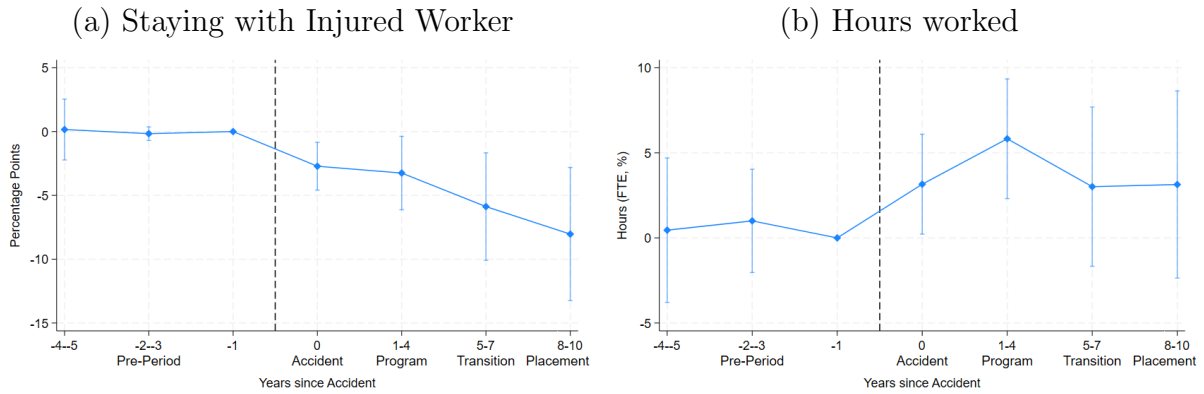 (a) Staying with Injured Worker
Percentage Points
5
0
-5
-10
-15
-4--5 -2--3 -1 0 1-4 5-7 8-10
Pre-Period Accident Program Transition Placement
Years since Accident
(b) Hours worked
Hours (FTE, %)
10
5
0
-5
-4--5 -2--3 -1 0 1-4 5-7 8-10
Pre-Period Accident Program Transition Placement
Years since Accident